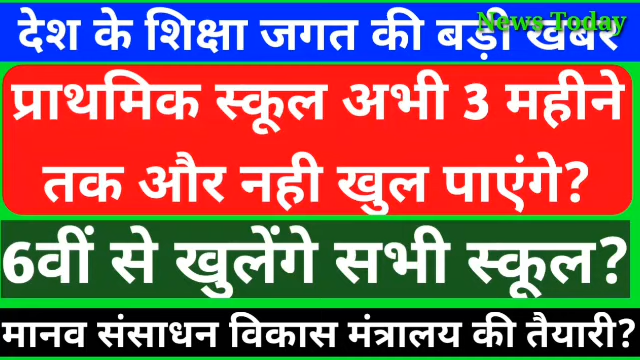 देश के शिक्षा जगत की बड़ी खबर
News Today
प्राथमिक स्कूल अभी 3 महीने
तक और नही खुल पाएंगे?
6वीं से खुलेंगे सभी स्कूल?
मानव संसाधन विकास मंत्रालय की तैयारी?